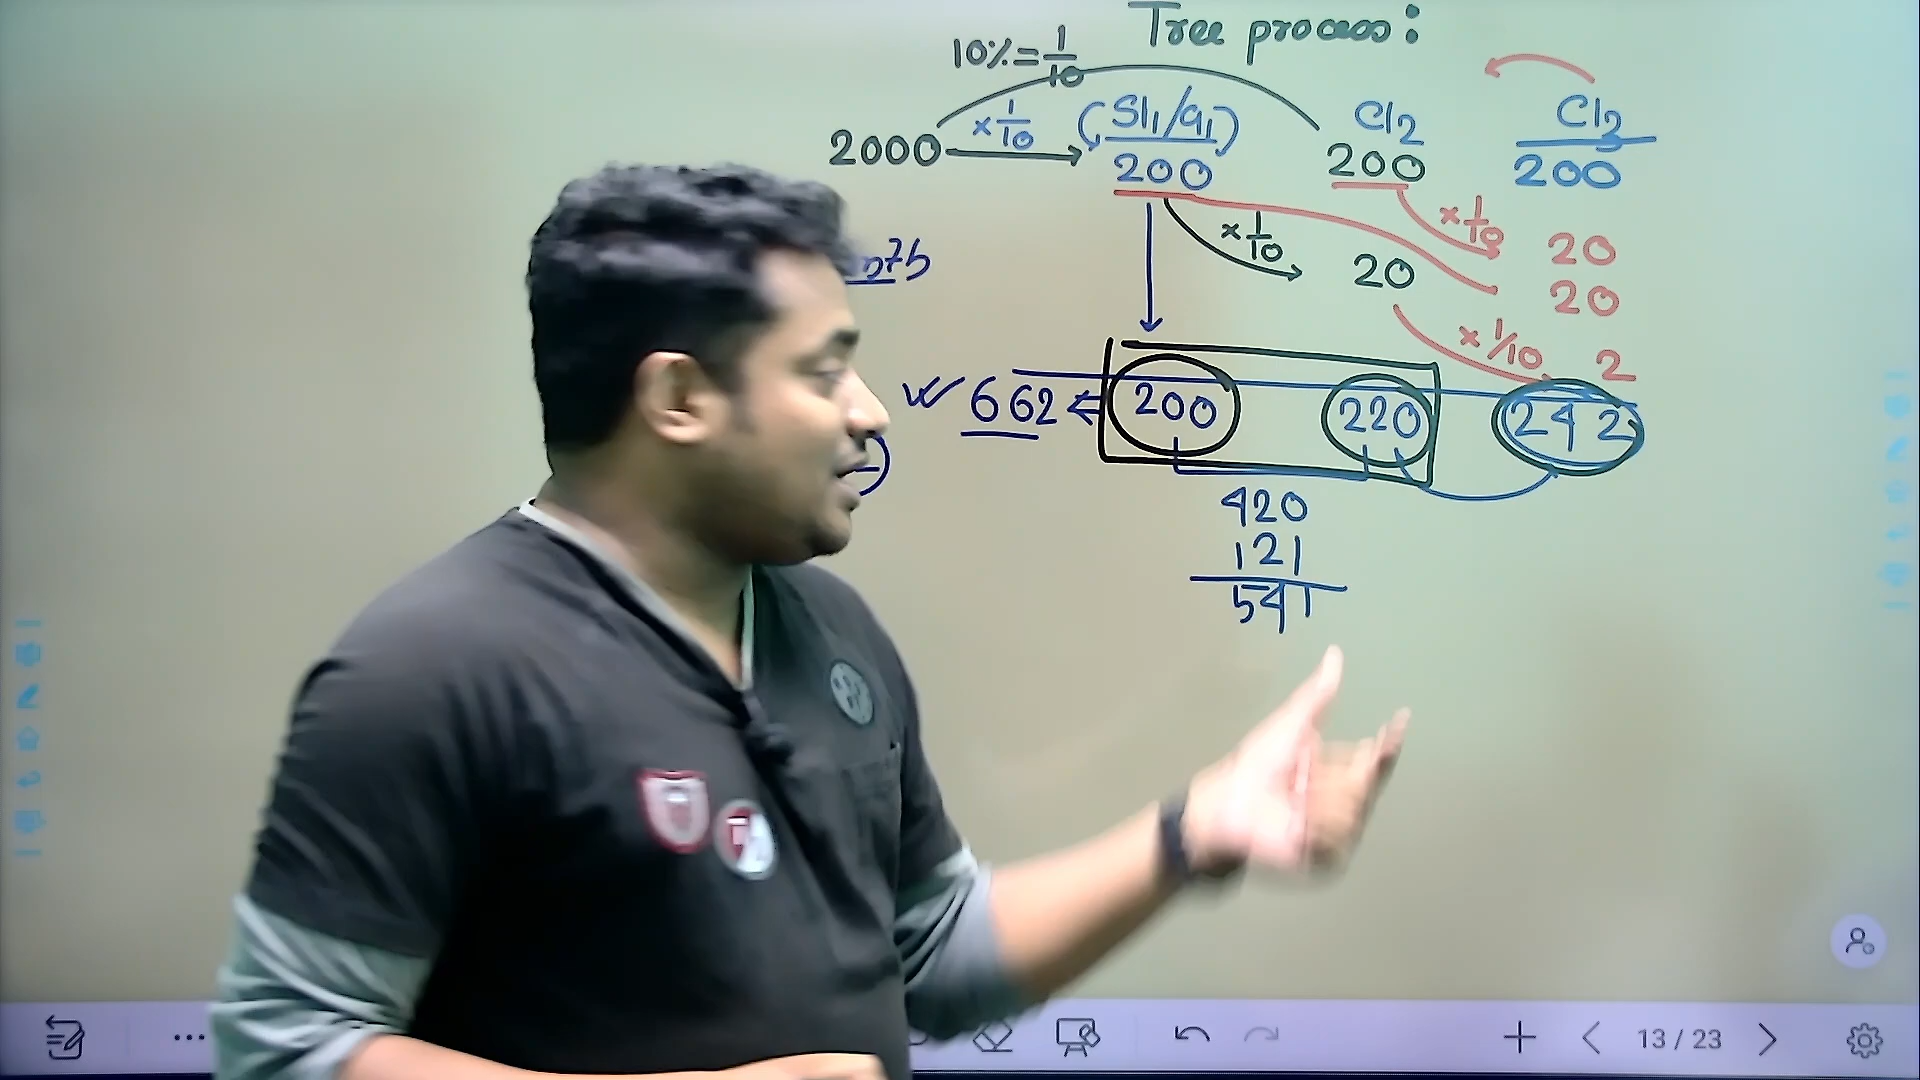 Tree process:
10% = 1/10
2000 × 1/10 → (SI₁/CI₁) CI₂ CI₃
200 200 200
× 1/10 × 1/10 20
20 20
× 1/10 2
662 ⇐ 200 220 242
420
121
541
13 / 23